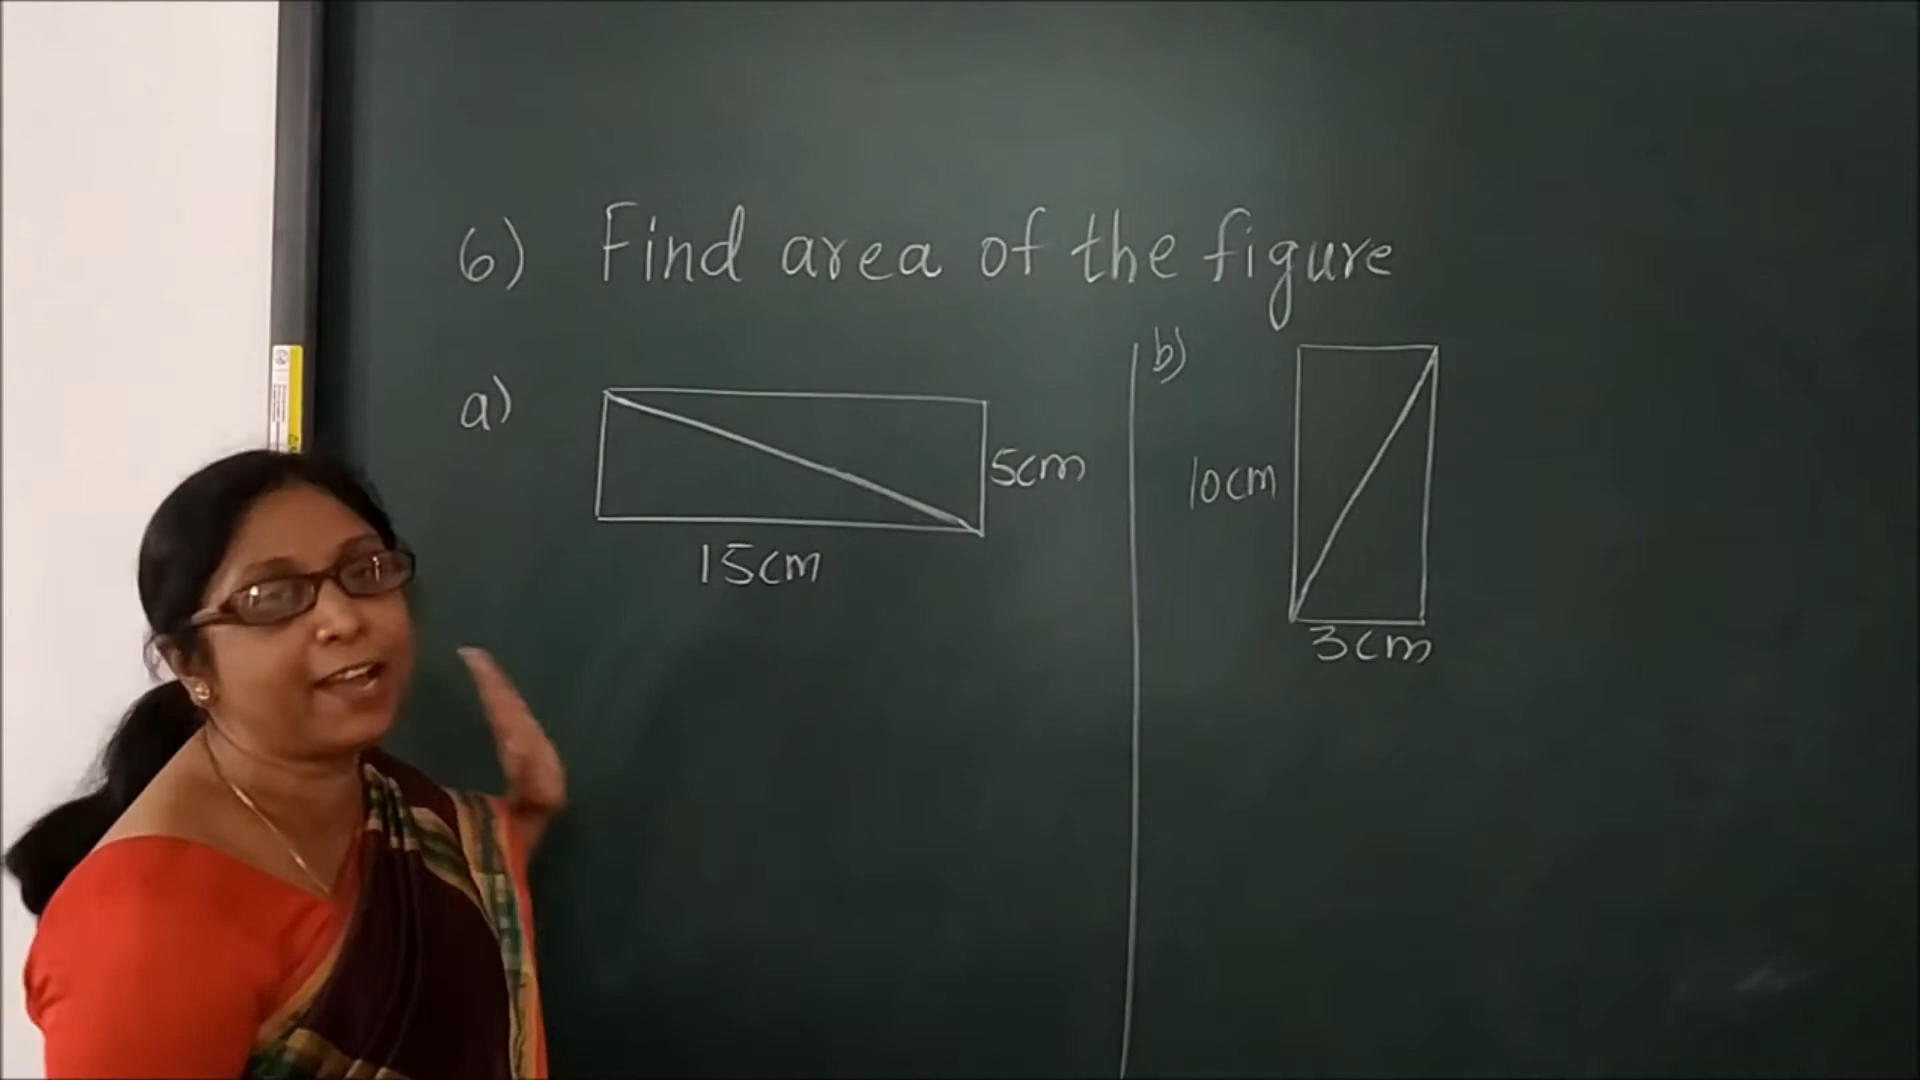 6) Find area of the figure
a)
5cm
15cm
b)
10cm
3cm